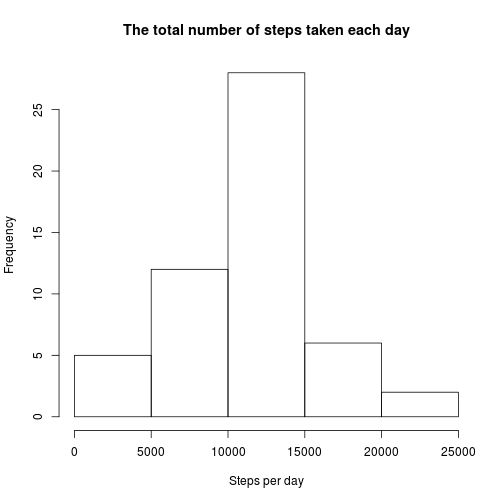 The total number of steps taken each day
Frequency
25
20
15
10
5
0
0 5000 10000 15000 20000 25000
Steps per day